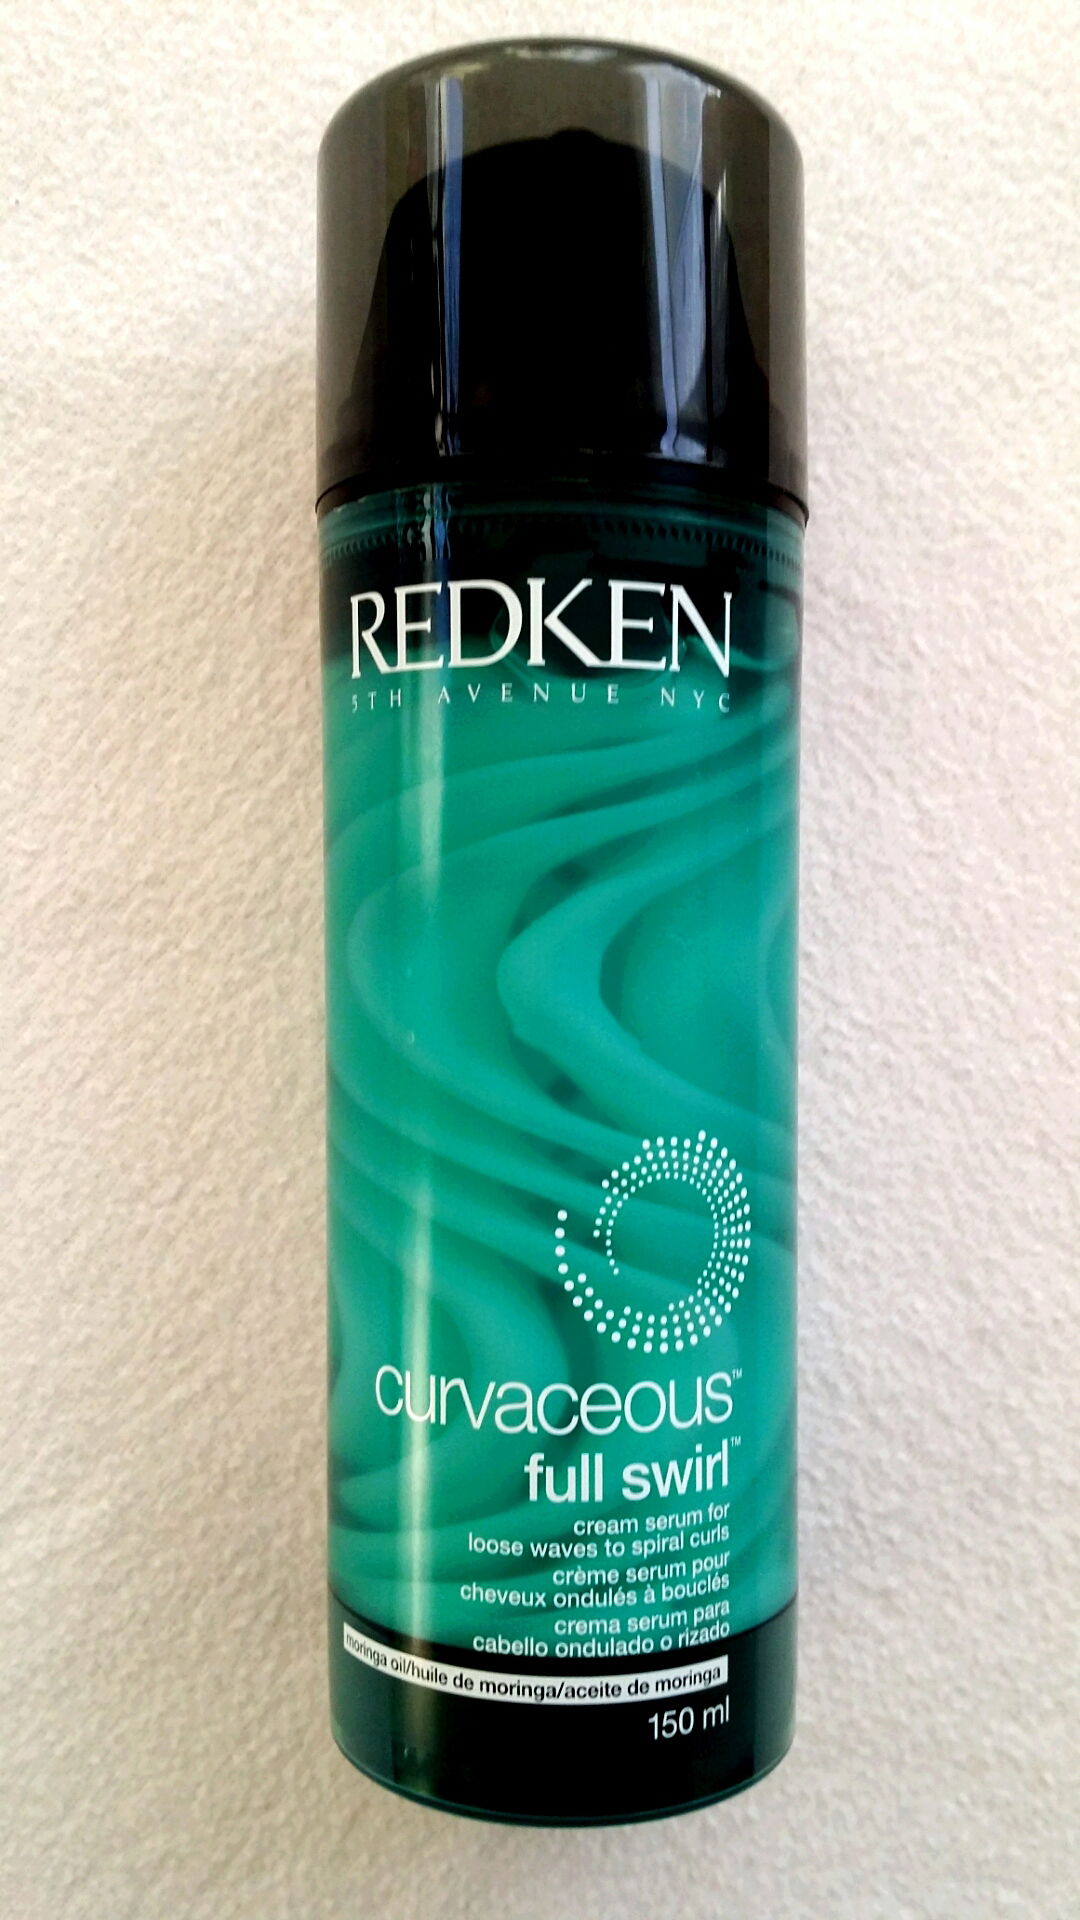 REDKEN
5TH AVENUE NYC
curvaceous™
full swirl™
cream serum for
loose waves to spiral curls
crème serum pour
cheveux ondulés à bouclés
crema serum para
cabello ondulado o rizado
moringa oil/huile de moringa/aceite de moringa
150 ml